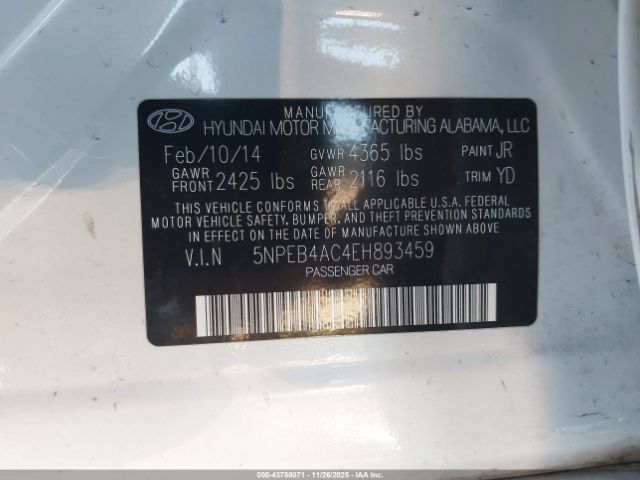 MANUFACTURED BY
HYUNDAI MOTOR MANUFACTURING ALABAMA, LLC
Feb/10/14 GVWR 4365 lbs PAINT JR
GAWR FRONT 2425 lbs GAWR REAR 2116 lbs TRIM YD
THIS VEHICLE CONFORMS TO ALL APPLICABLE U.S.A. FEDERAL
MOTOR VEHICLE SAFETY, BUMPER, AND THEFT PREVENTION STANDARDS
IN EFFECT ON THE DATE OF MANUFACTURE SHOWN ABOVE
V.I.N 5NPEB4AC4EH893459
PASSENGER CAR
000-43788071 - 11/26/2025 - IAA Inc.